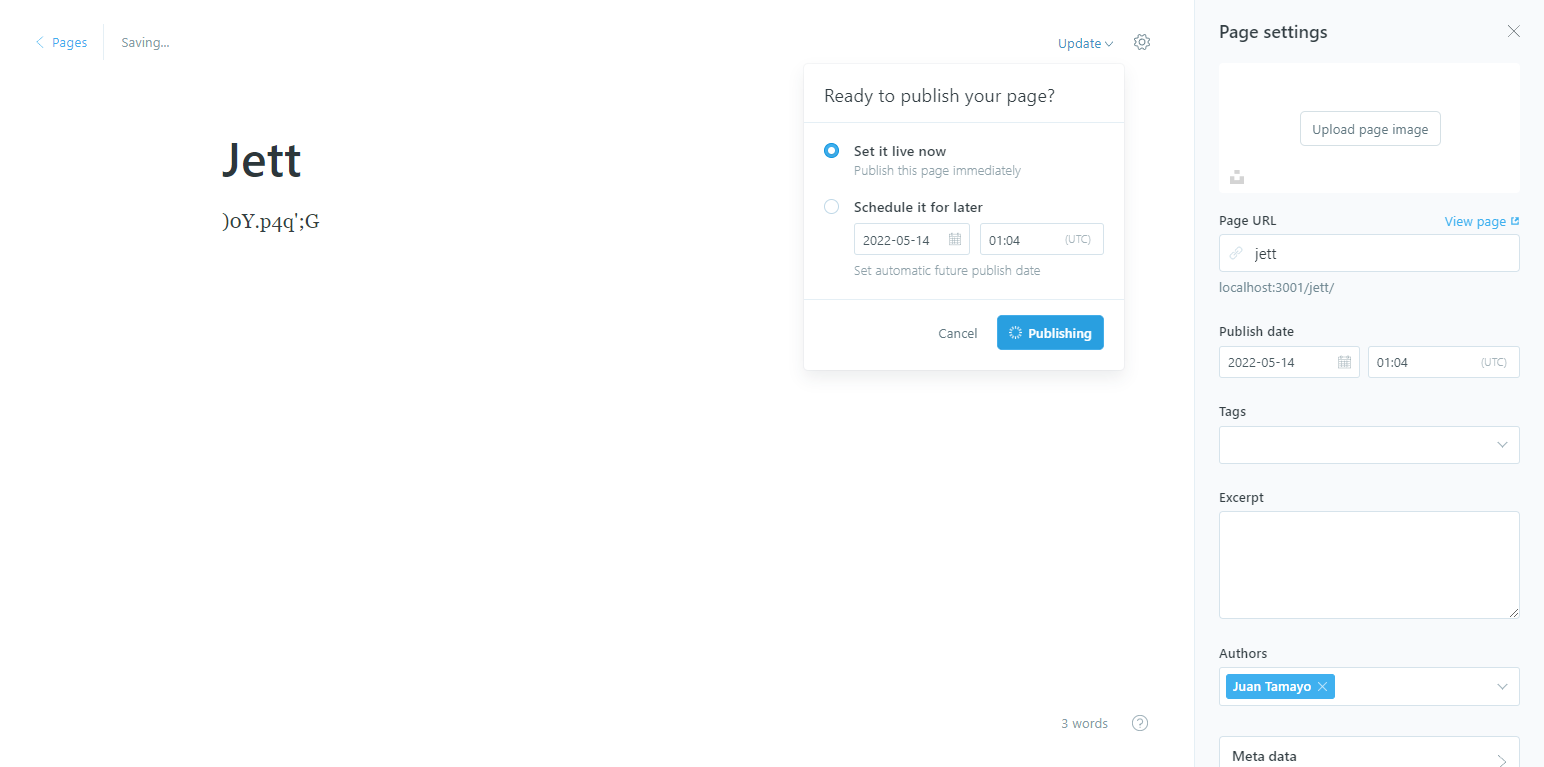 Pages
Saving...
Update
Jett
)0Y.p4q';G
Ready to publish your page?
Set it live now
Publish this page immediately
Schedule it for later
2022-05-14
01:04 (UTC)
Set automatic future publish date
Cancel
Publishing
3 words
Page settings
Upload page image
Page URL
View page
jett
localhost:3001/jett/
Publish date
2022-05-14
01:04 (UTC)
Tags
Excerpt
Authors
Juan Tamayo
Meta data